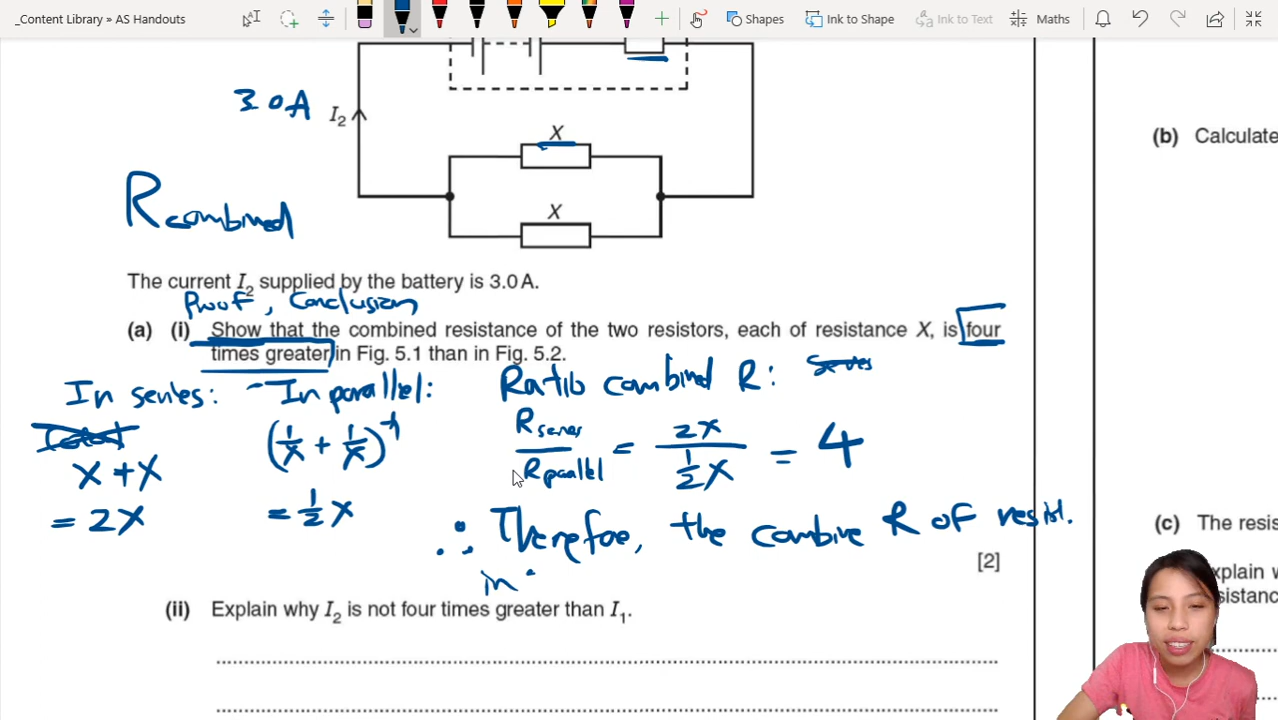 _Content Library » AS Handouts
Shapes
Ink to Shape
Ink to Text
Maths
3.0A
I2
X
X
Rcombined
(b) Calculate
The current I2 supplied by the battery is 3.0 A.
Proof, Conclusion
(a) (i) Show that the combined resistance of the two resistors, each of resistance X, is four
times greater in Fig. 5.1 than in Fig. 5.2.
In series: - In parallel: Ratio combined R:
X + X
= 2X
(1/X + 1/X)^-1
= 1/2 X
Rseries / Rparallel = 2X / 1/2 X = 4
∴ Therefore, the combine R of resist.
in
[2]
(c) The resis
xplain w
sistanc
(ii) Explain why I2 is not four times greater than I1.